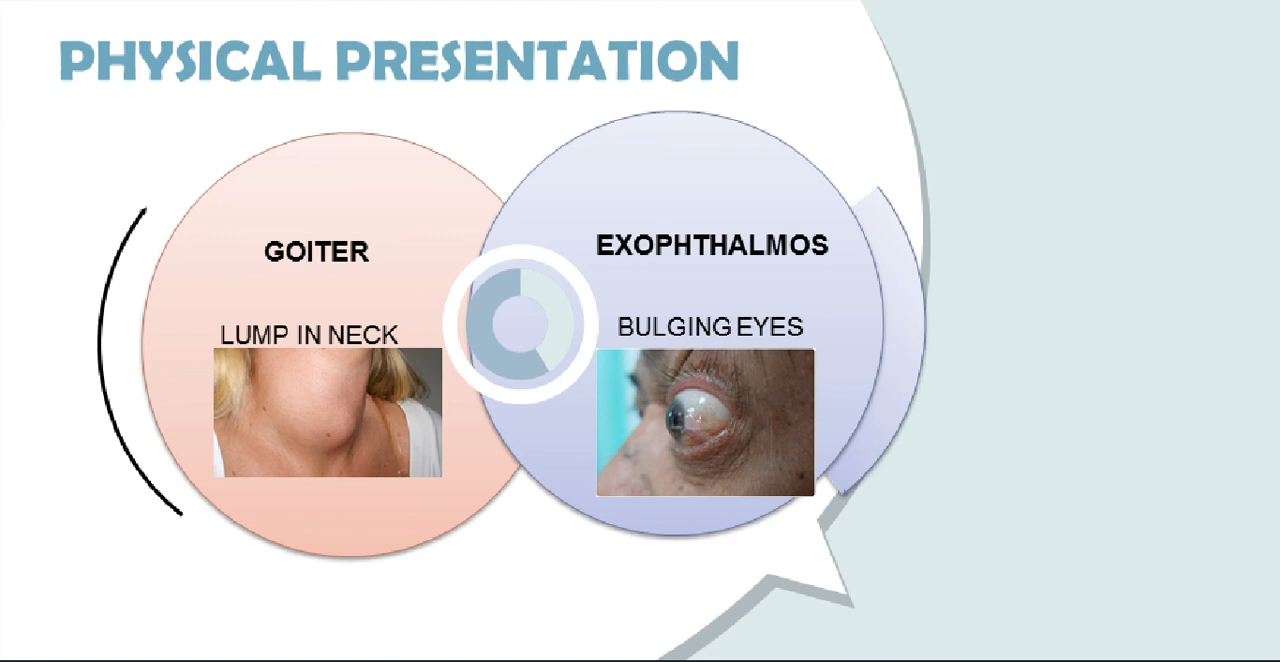 PHYSICAL PRESENTATION
GOITER
LUMP IN NECK
EXOPHTHALMOS
BULGING EYES